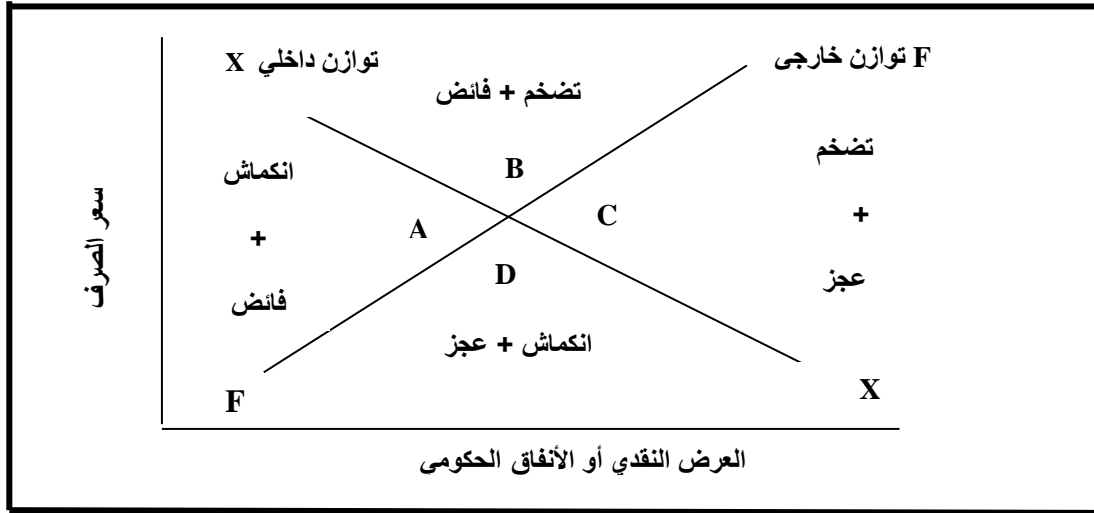 توازن داخلي X
F توازن خارجى
تضخم + فائض
تضخم
+
عجز
انكماش
+
فائض
B
A
C
D
انكماش + عجز
F
X
سعر الصرف
العرض النقدي أو الأنفاق الحكومى